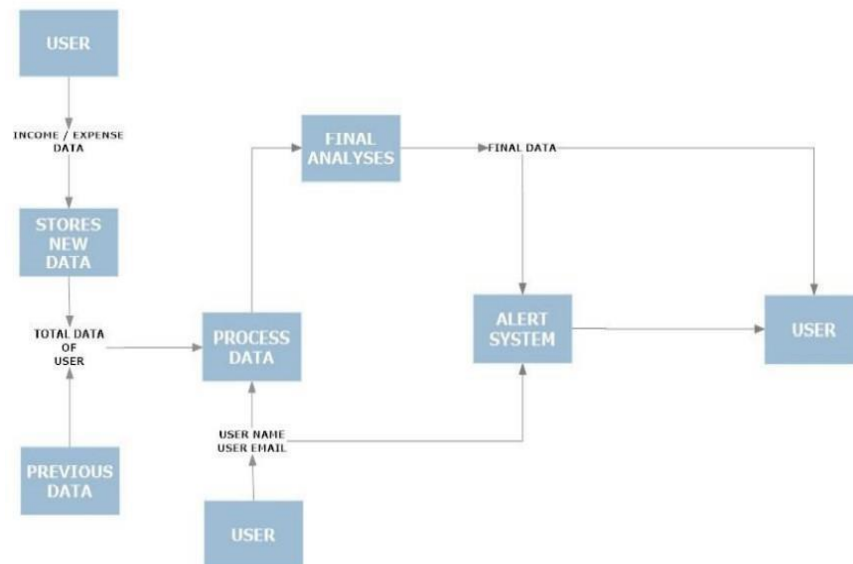 USER
INCOME / EXPENSE
DATA
STORES
NEW
DATA
TOTAL DATA
OF
USER
PREVIOUS
DATA
PROCESS
DATA
USER NAME
USER EMAIL
USER
FINAL
ANALYSES
FINAL DATA
ALERT
SYSTEM
USER